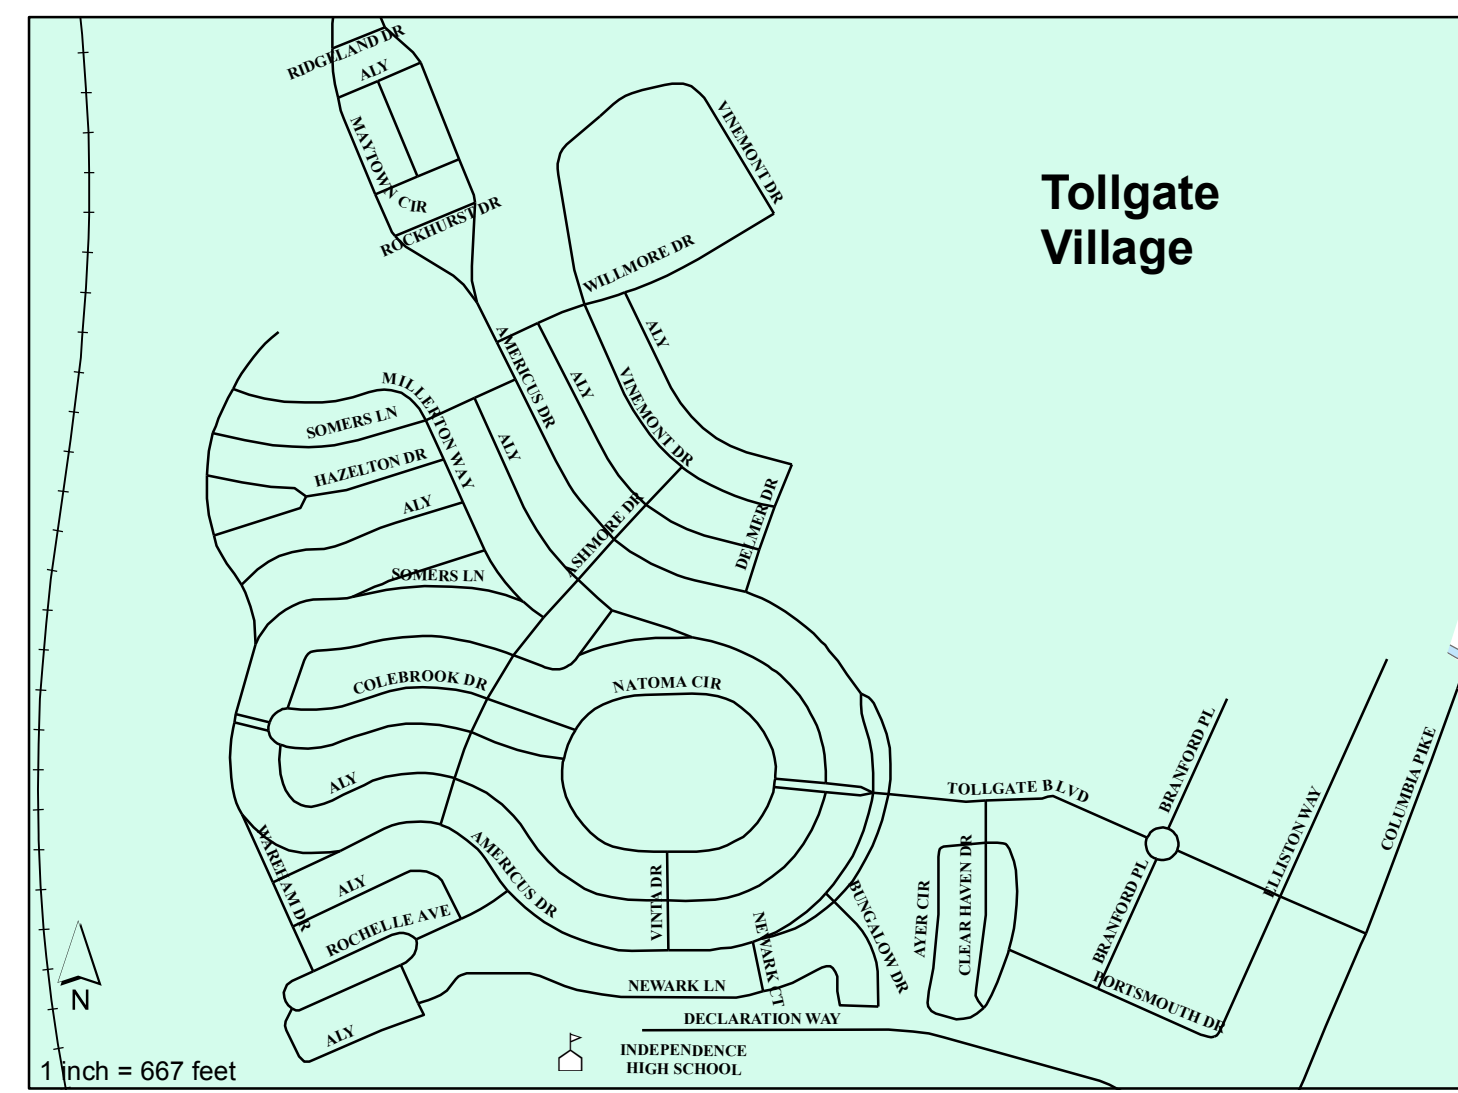 RIDGELAND DR
ALY
MAYTOWN CIR
ROCKHURST DR
VINEMONT DR
WILLMORE DR
Tollgate
Village
AMERICUS DR
ALY
ALY
VINEMONT DR
MILLERTON WAY
SOMERS LN
ALY
HAZELTON DR
ALY
ASHMORE DR
DELMER DR
SOMERS LN
COLEBROOK DR
NATOMA CIR
ALY
TOLLGATE BLVD
BRANFORD PL
ELLISTON WAY
COLUMBIA PIKE
WAREHAM DR
ALY
AMERICUS DR
VINTA DR
BUNGALOW DR
AYER CIR
CLEAR HAVEN DR
BRANFORD PL
ROCHELLE AVE
NEWARK CT
NEWARK LN
PORTSMOUTH DR
N
ALY
DECLARATION WAY
INDEPENDENCE
HIGH SCHOOL
1 inch = 667 feet